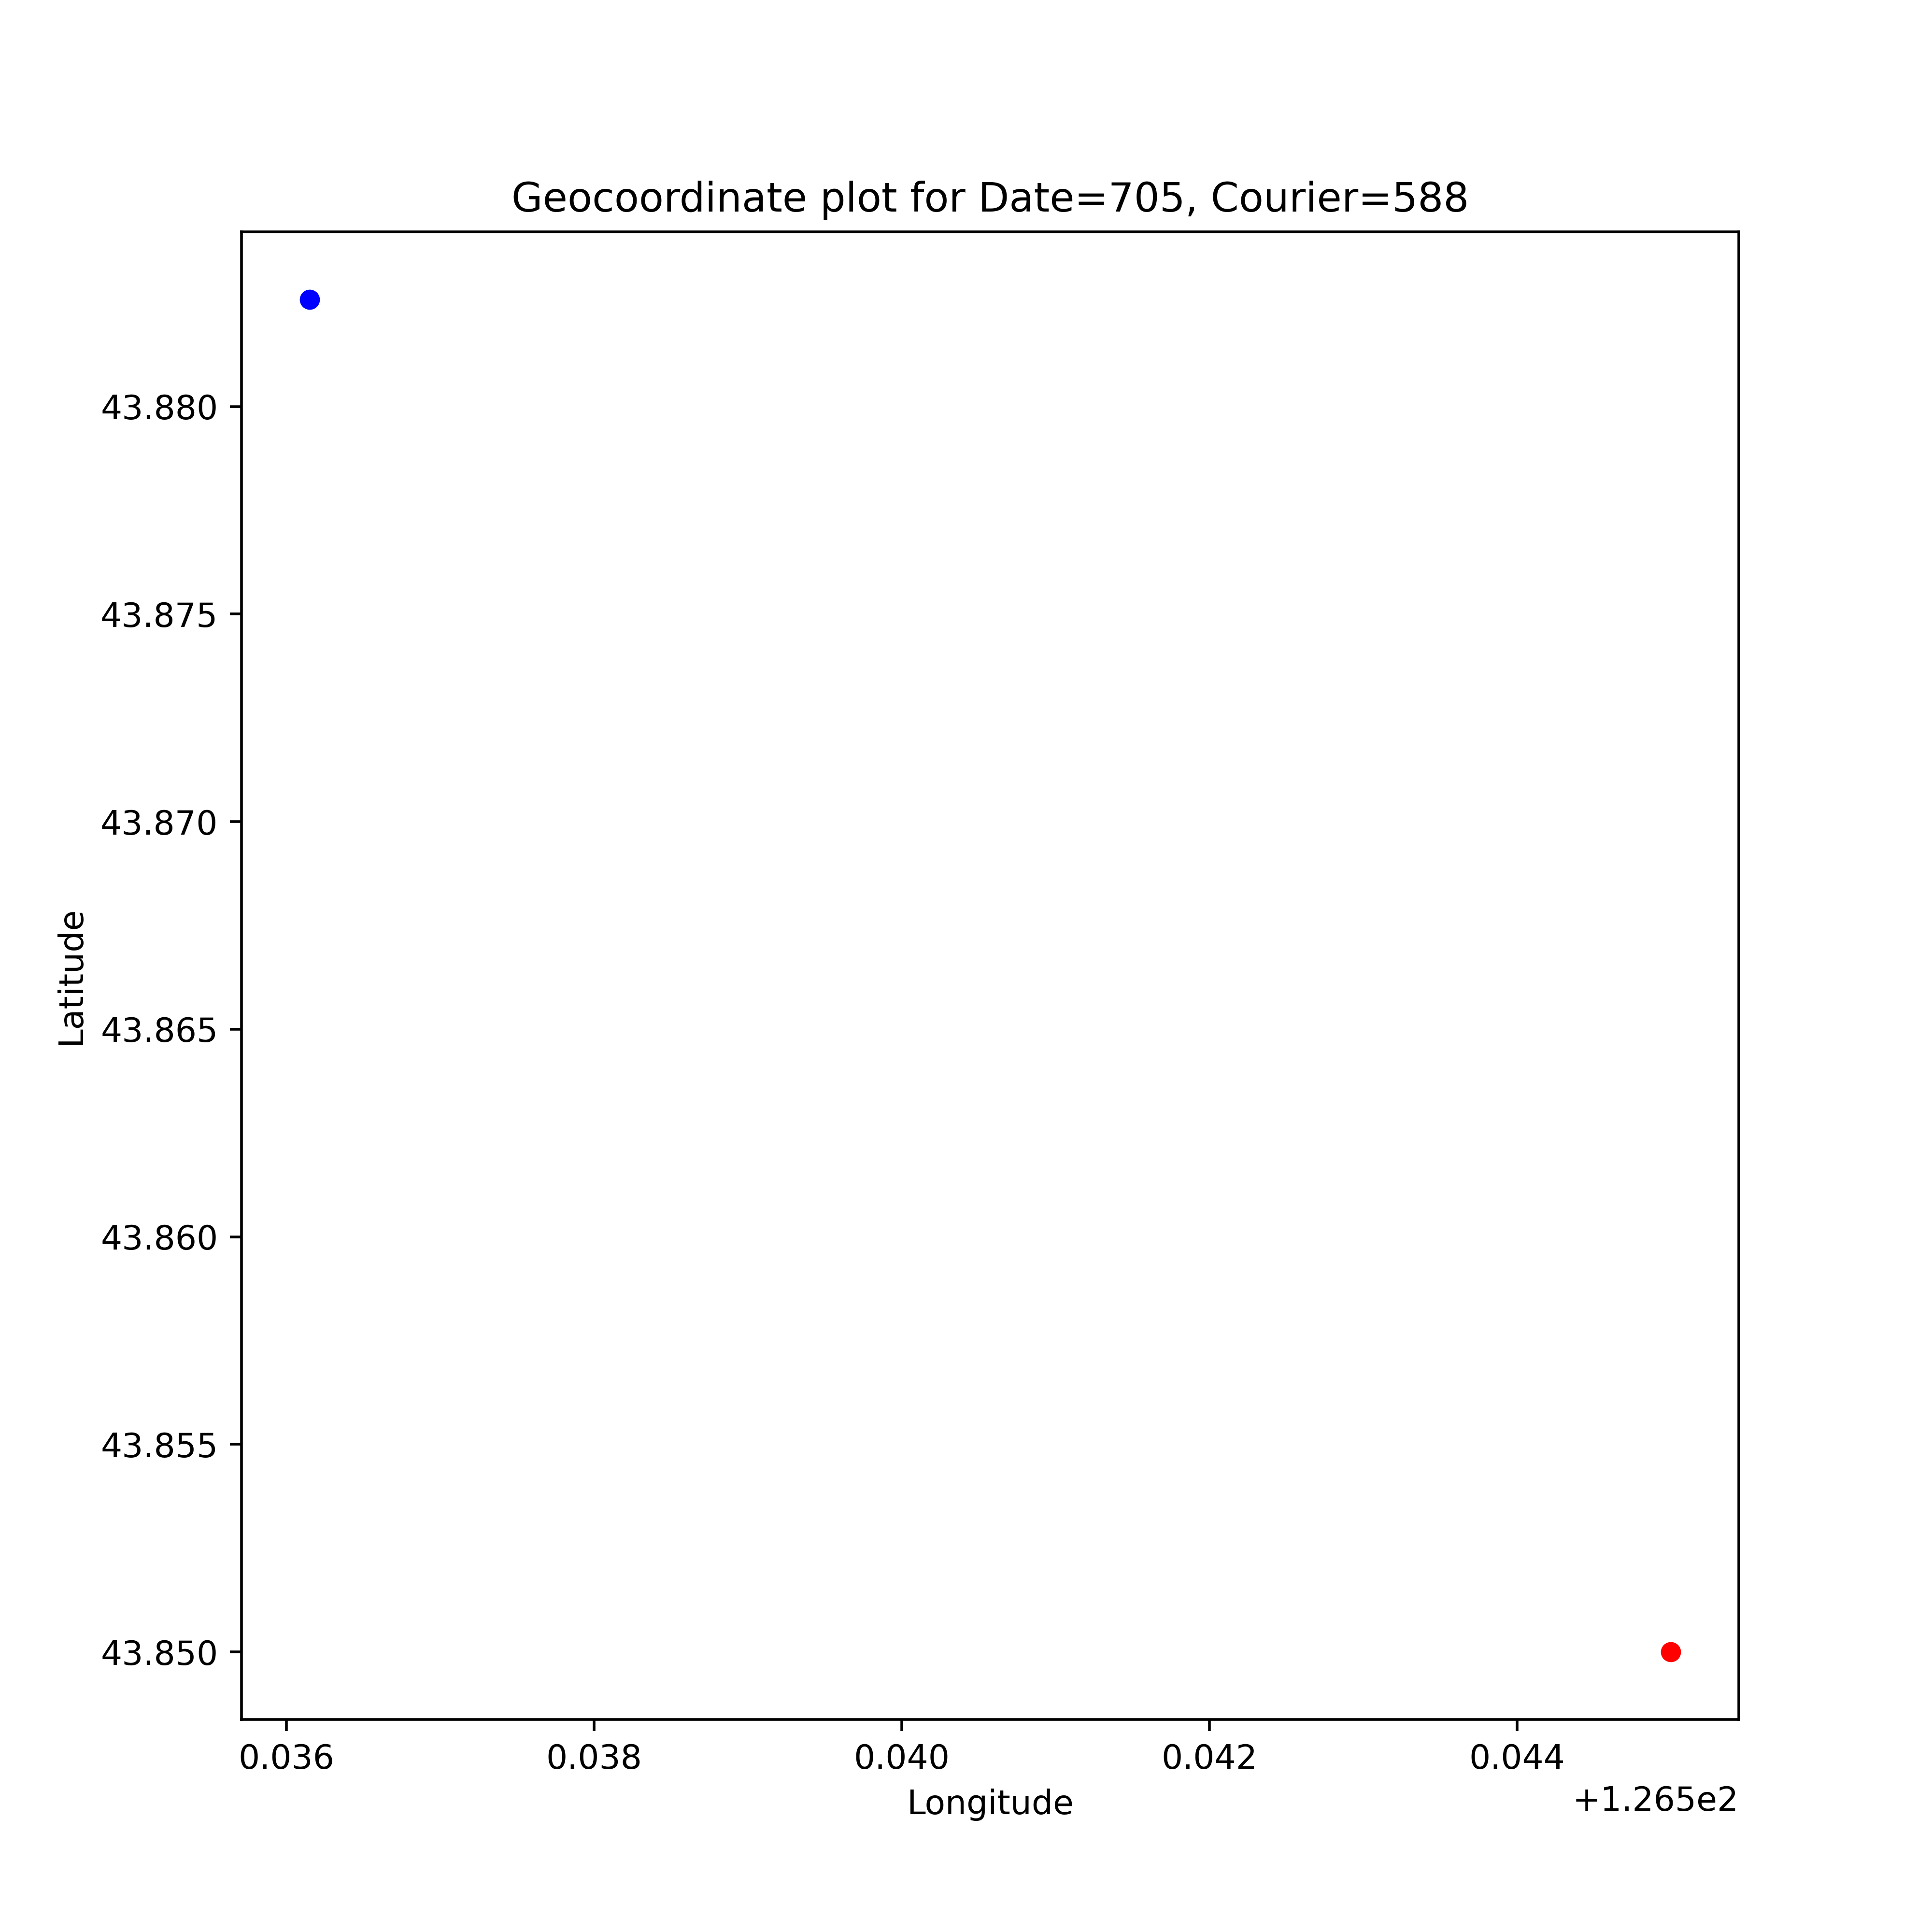 Geocoordinate plot for Date=705, Courier=588
43.880
43.875
43.870
43.865
43.860
43.855
43.850
Latitude
0.036 0.038 0.040 0.042 0.044
Longitude
+1.265e2